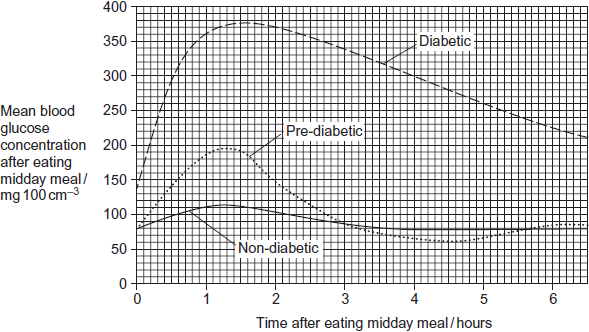 400
350
300
250
200
150
100
50
0
Mean blood
glucose
concentration
after eating
midday meal /
mg 100 cm⁻³
Diabetic
Pre-diabetic
Non-diabetic
0 1 2 3 4 5 6
Time after eating midday meal / hours